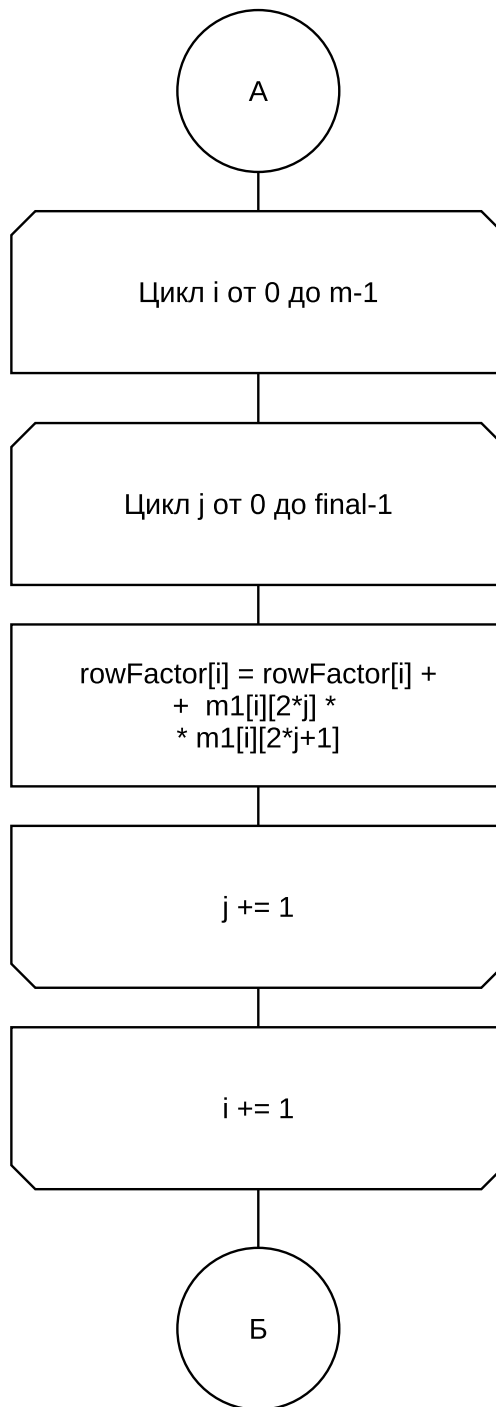 А
Цикл i от 0 до m-1
Цикл j от 0 до final-1
rowFactor[i] = rowFactor[i] +
+ m1[i][2*j] *
* m1[i][2*j+1]
j += 1
i += 1
Б